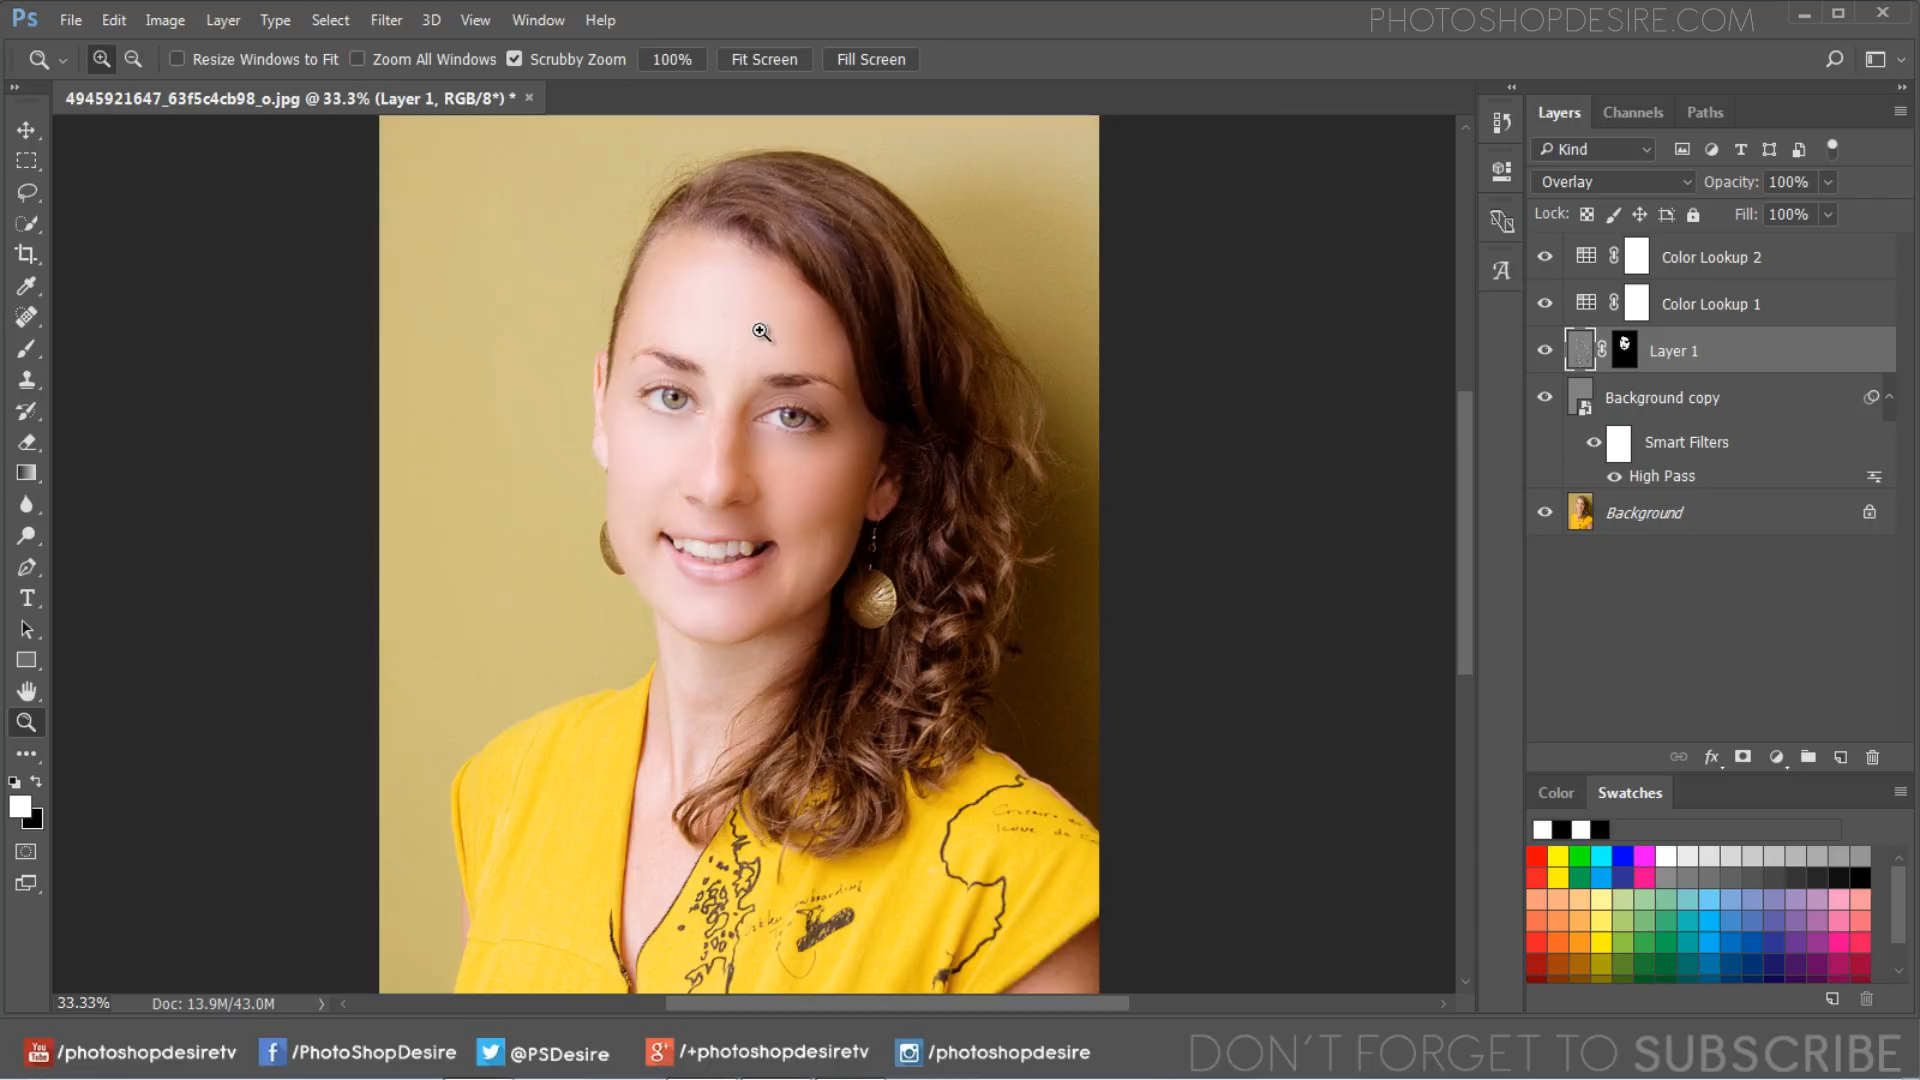 Ps File Edit Image Layer Type Select Filter 3D View Window Help
PHOTOSHOPDESIRE.COM
Resize Windows to Fit Zoom All Windows Scrubby Zoom 100% Fit Screen Fill Screen
4945921647_63f5c4cb98_o.jpg @ 33.3% (Layer 1, RGB/8*) * ×
Layers Channels Paths
Kind
Overlay Opacity: 100%
Lock: Fill: 100%
Color Lookup 2
Color Lookup 1
Layer 1
Background copy
Smart Filters
High Pass
Background
Color Swatches
33.33% Doc: 13.9M/43.0M
You Tube /photoshopdesiretv
f /PhotoShopDesire
@PSDesire
g+ /+photoshopdesiretv
/photoshopdesire
DON'T FORGET TO SUBSCRIBE